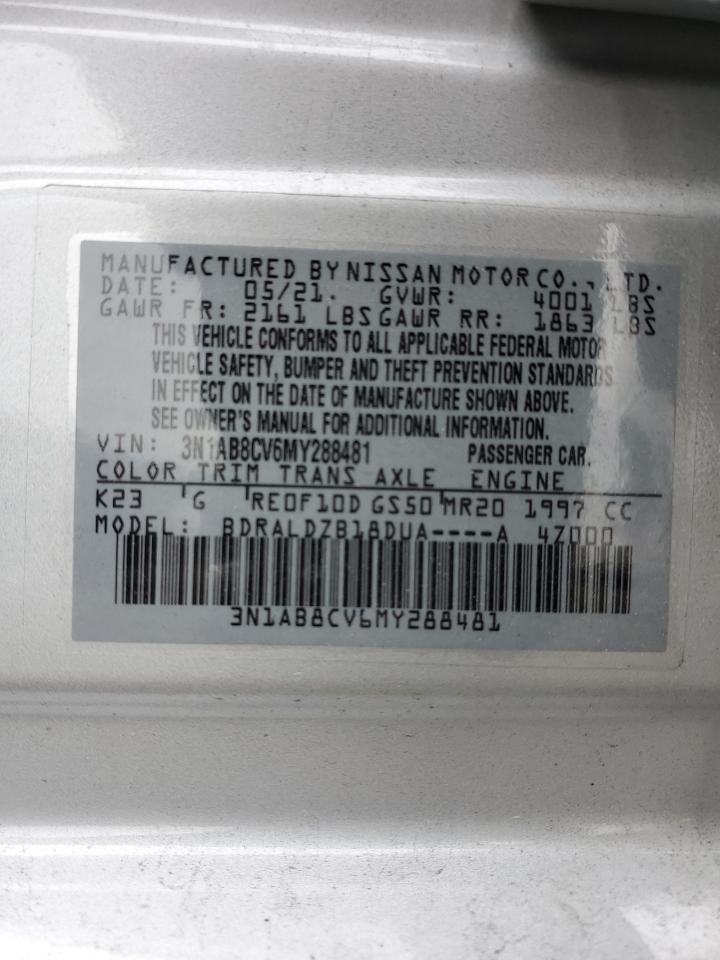 MANUFACTURED BY NISSAN MOTOR CO., LTD.
DATE: 05/21. GVWR: 4001 LBS
GAWR FR: 2161 LBS GAWR RR: 1863 LBS
THIS VEHICLE CONFORMS TO ALL APPLICABLE FEDERAL MOTOR
VEHICLE SAFETY, BUMPER AND THEFT PREVENTION STANDARDS
IN EFFECT ON THE DATE OF MANUFACTURE SHOWN ABOVE.
SEE OWNER'S MANUAL FOR ADDITIONAL INFORMATION.
VIN: 3N1AB8CV6MY288481 PASSENGER CAR.
COLOR TRIM TRANS AXLE ENGINE
K23 G RE0F10D GS50 MR20 1997 CC
MODEL: BDRALDZB18DUA----A 4Z000
3N1AB8CV6MY288481